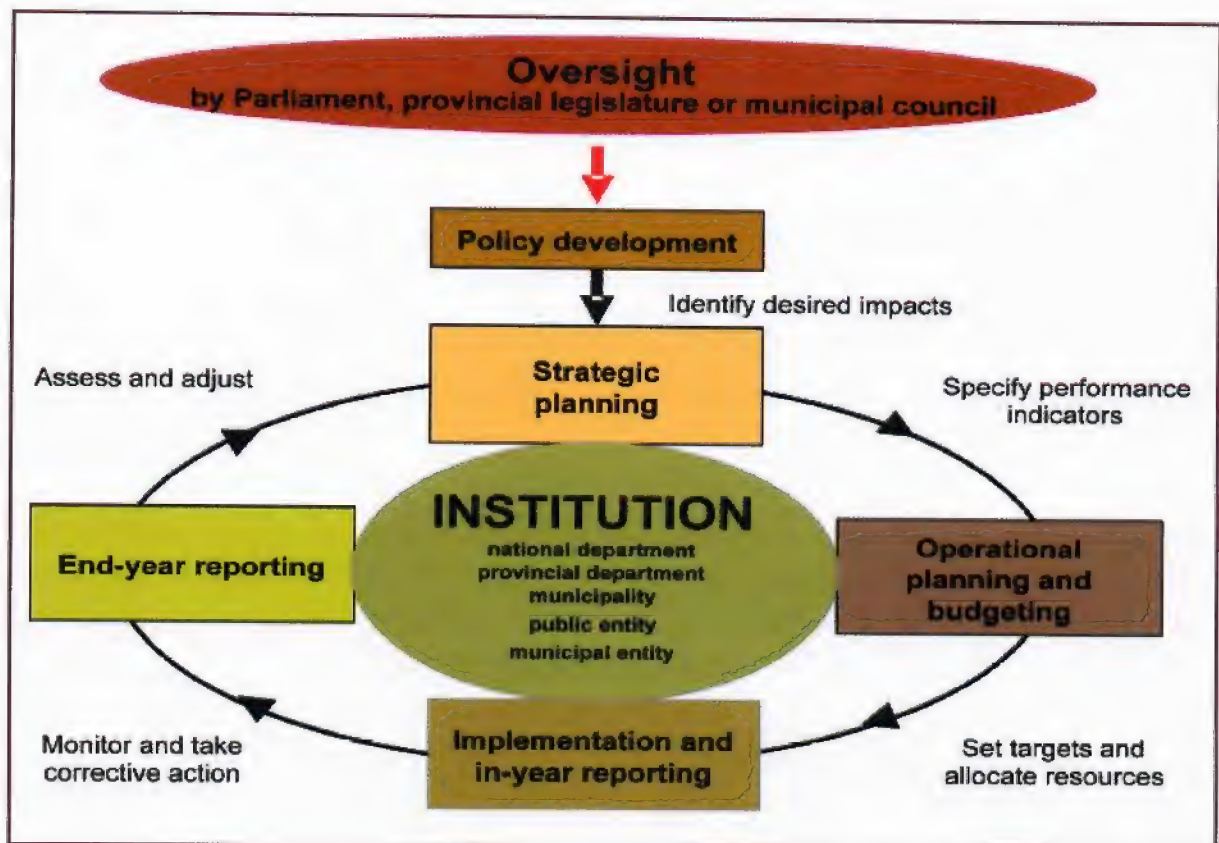 Oversight
by Parliament, provincial legislature or municipal council
Policy development
Identify desired impacts
Strategic
planning
Assess and adjust
Specify performance
indicators
INSTITUTION
national department
provincial department
municipality
public entity
municipal entity
End-year reporting
Operational
planning and
budgeting
Implementation and
in-year reporting
Monitor and take
corrective action
Set targets and
allocate resources